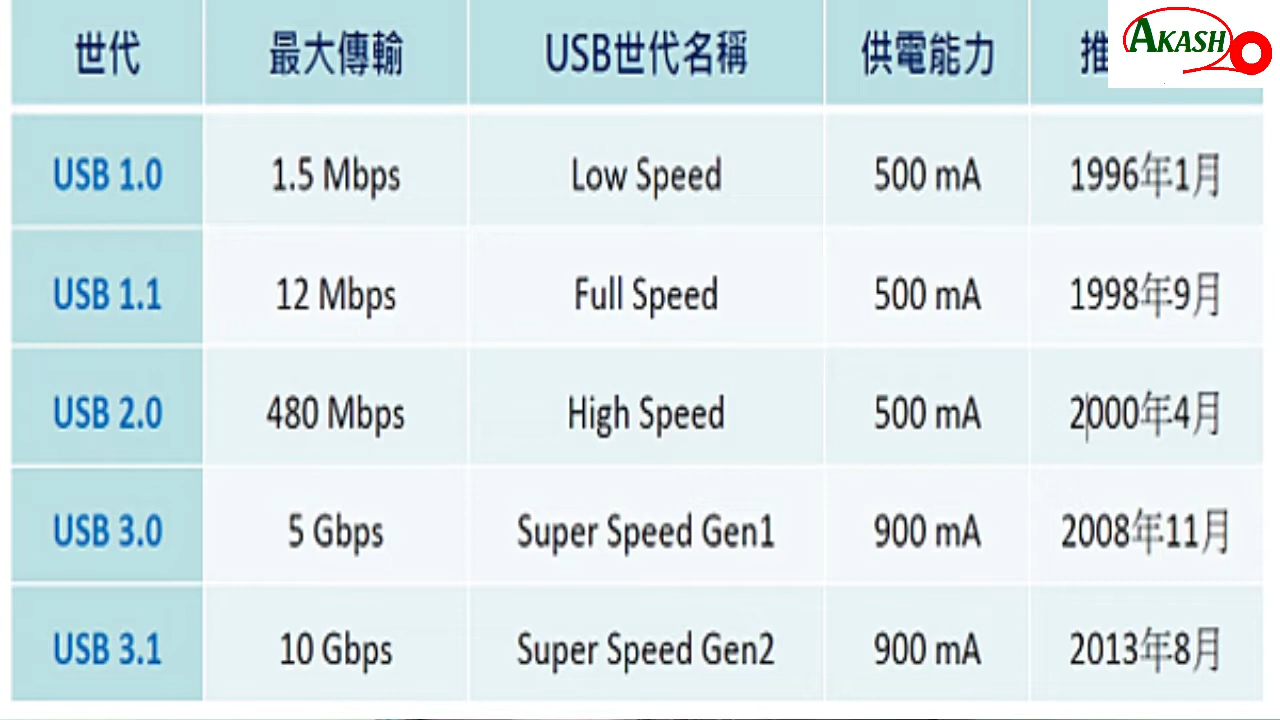 世代 最大傳輸 USB世代名稱 供電能力 推
AKASH
USB 1.0 1.5 Mbps Low Speed 500 mA 1996年1月
USB 1.1 12 Mbps Full Speed 500 mA 1998年9月
USB 2.0 480 Mbps High Speed 500 mA 2000年4月
USB 3.0 5 Gbps Super Speed Gen1 900 mA 2008年11月
USB 3.1 10 Gbps Super Speed Gen2 900 mA 2013年8月